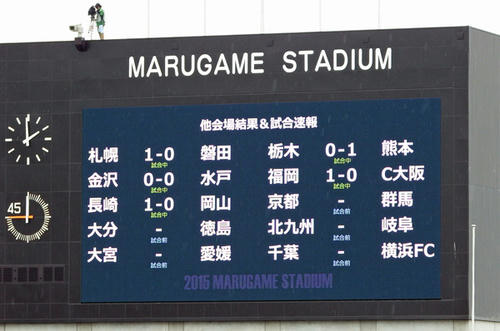 MARUGAME STADIUM
他会場結果&試合速報
札幌 1-0 試合中 磐田 栃木 0-1 試合中 熊本
金沢 0-0 試合中 水戸 福岡 1-0 試合中 C大阪
長崎 1-0 試合中 岡山 京都 - 試合前 群馬
大分 - 試合前 徳島 北九州 - 試合前 岐阜
大宮 - 試合前 愛媛 千葉 - 試合前 横浜FC
2015 MARUGAME STADIUM
45